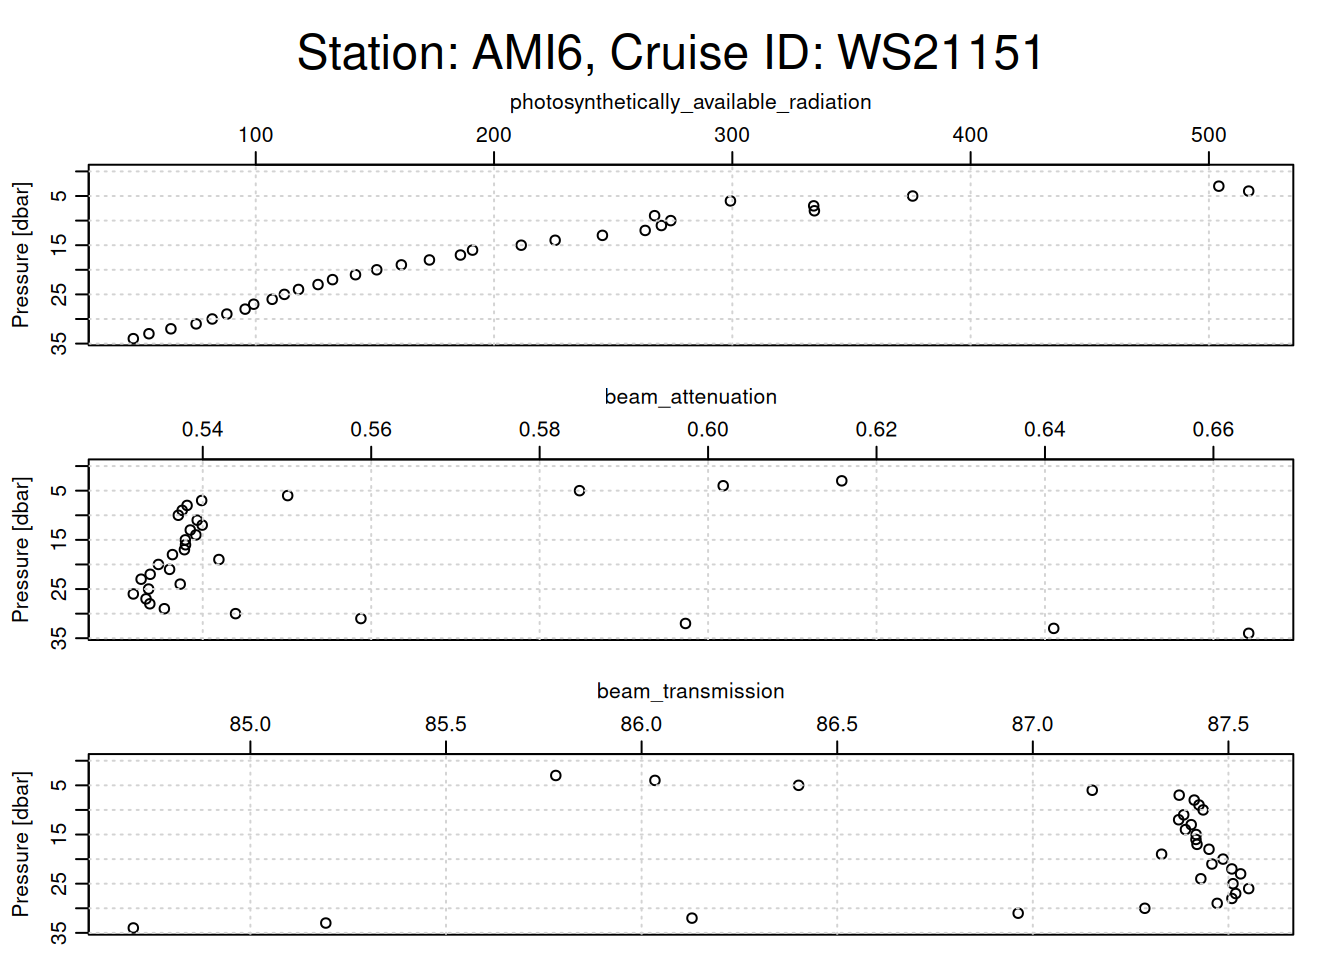 Station: AMI6, Cruise ID: WS21151
photosynthetically_available_radiation
100 200 300 400 500
Pressure [dbar]
5
15
25
35
beam_attenuation
0.54 0.56 0.58 0.60 0.62 0.64 0.66
Pressure [dbar]
5
15
25
35
beam_transmission
85.0 85.5 86.0 86.5 87.0 87.5
Pressure [dbar]
5
15
25
35